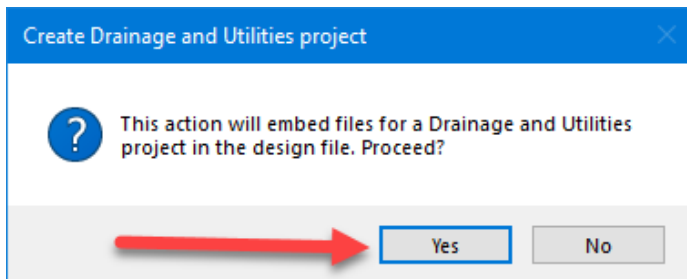 Create Drainage and Utilities project
This action will embed files for a Drainage and Utilities
project in the design file. Proceed?
Yes
No